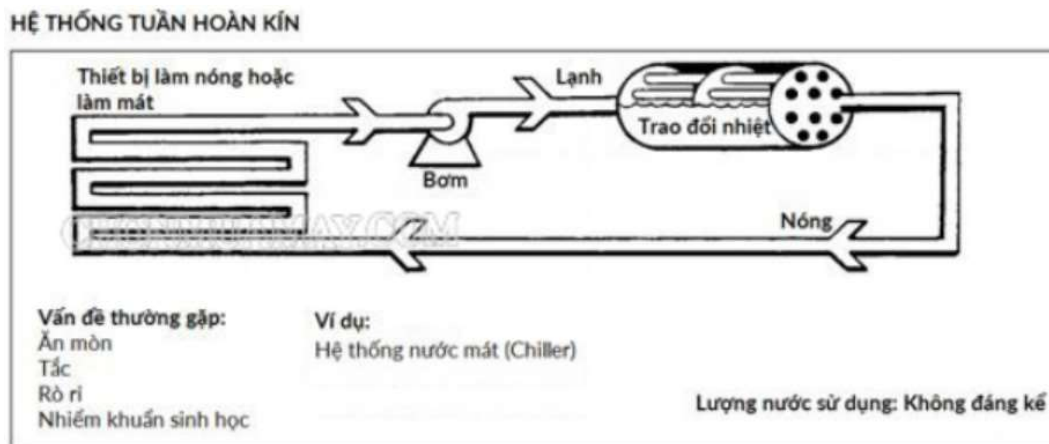 HỆ THỐNG TUẦN HOÀN KÍN
Thiết bị làm nóng hoặc
làm mát
Lạnh
Trao đổi nhiệt
Bơm
Nóng
Vấn đề thường gặp:
Ăn mòn
Tắc
Rò rỉ
Nhiễm khuẩn sinh học
Ví dụ:
Hệ thống nước mát (Chiller)
Lượng nước sử dụng: Không đáng kể